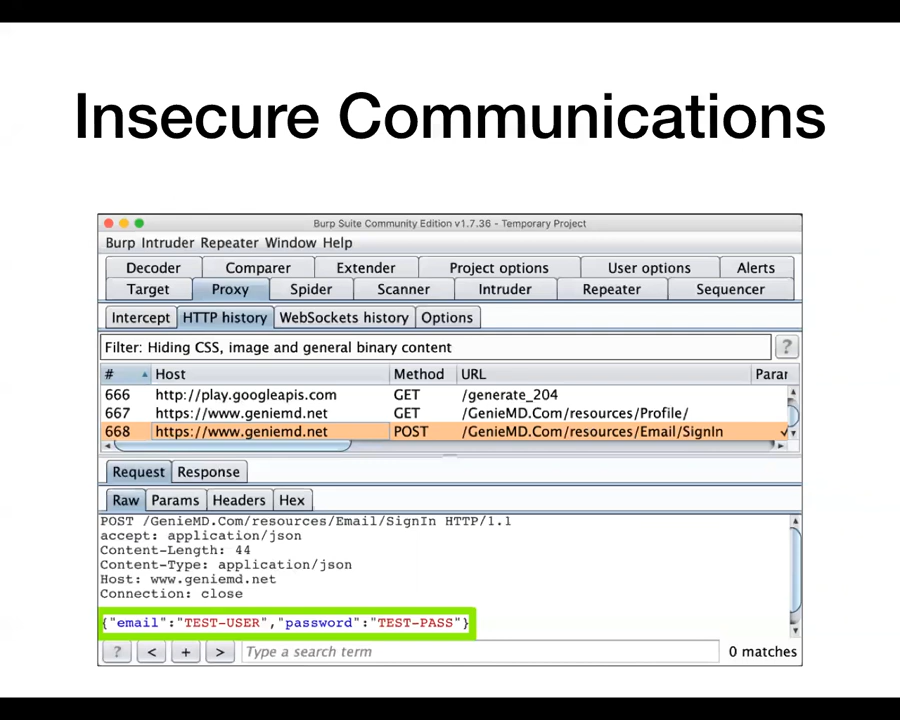 Insecure Communications
Burp Suite Community Edition v1.7.36 - Temporary Project
Burp Intruder Repeater Window Help
Decoder Comparer Extender Project options User options Alerts
Target Proxy Spider Scanner Intruder Repeater Sequencer
Intercept HTTP history WebSockets history Options
Filter: Hiding CSS, image and general binary content ?
# Host Method URL Parar
666 http://play.googleapis.com GET /generate_204
667 https://www.geniemd.net GET /GenieMD.Com/resources/Profile/
668 https://www.geniemd.net POST /GenieMD.Com/resources/Email/SignIn ✓
Request Response
Raw Params Headers Hex
POST /GenieMD.Com/resources/Email/SignIn HTTP/1.1
accept: application/json
Content-Length: 44
Content-Type: application/json
Host: www.geniemd.net
Connection: close
{"email":"TEST-USER","password":"TEST-PASS"}
? < + > Type a search term 0 matches